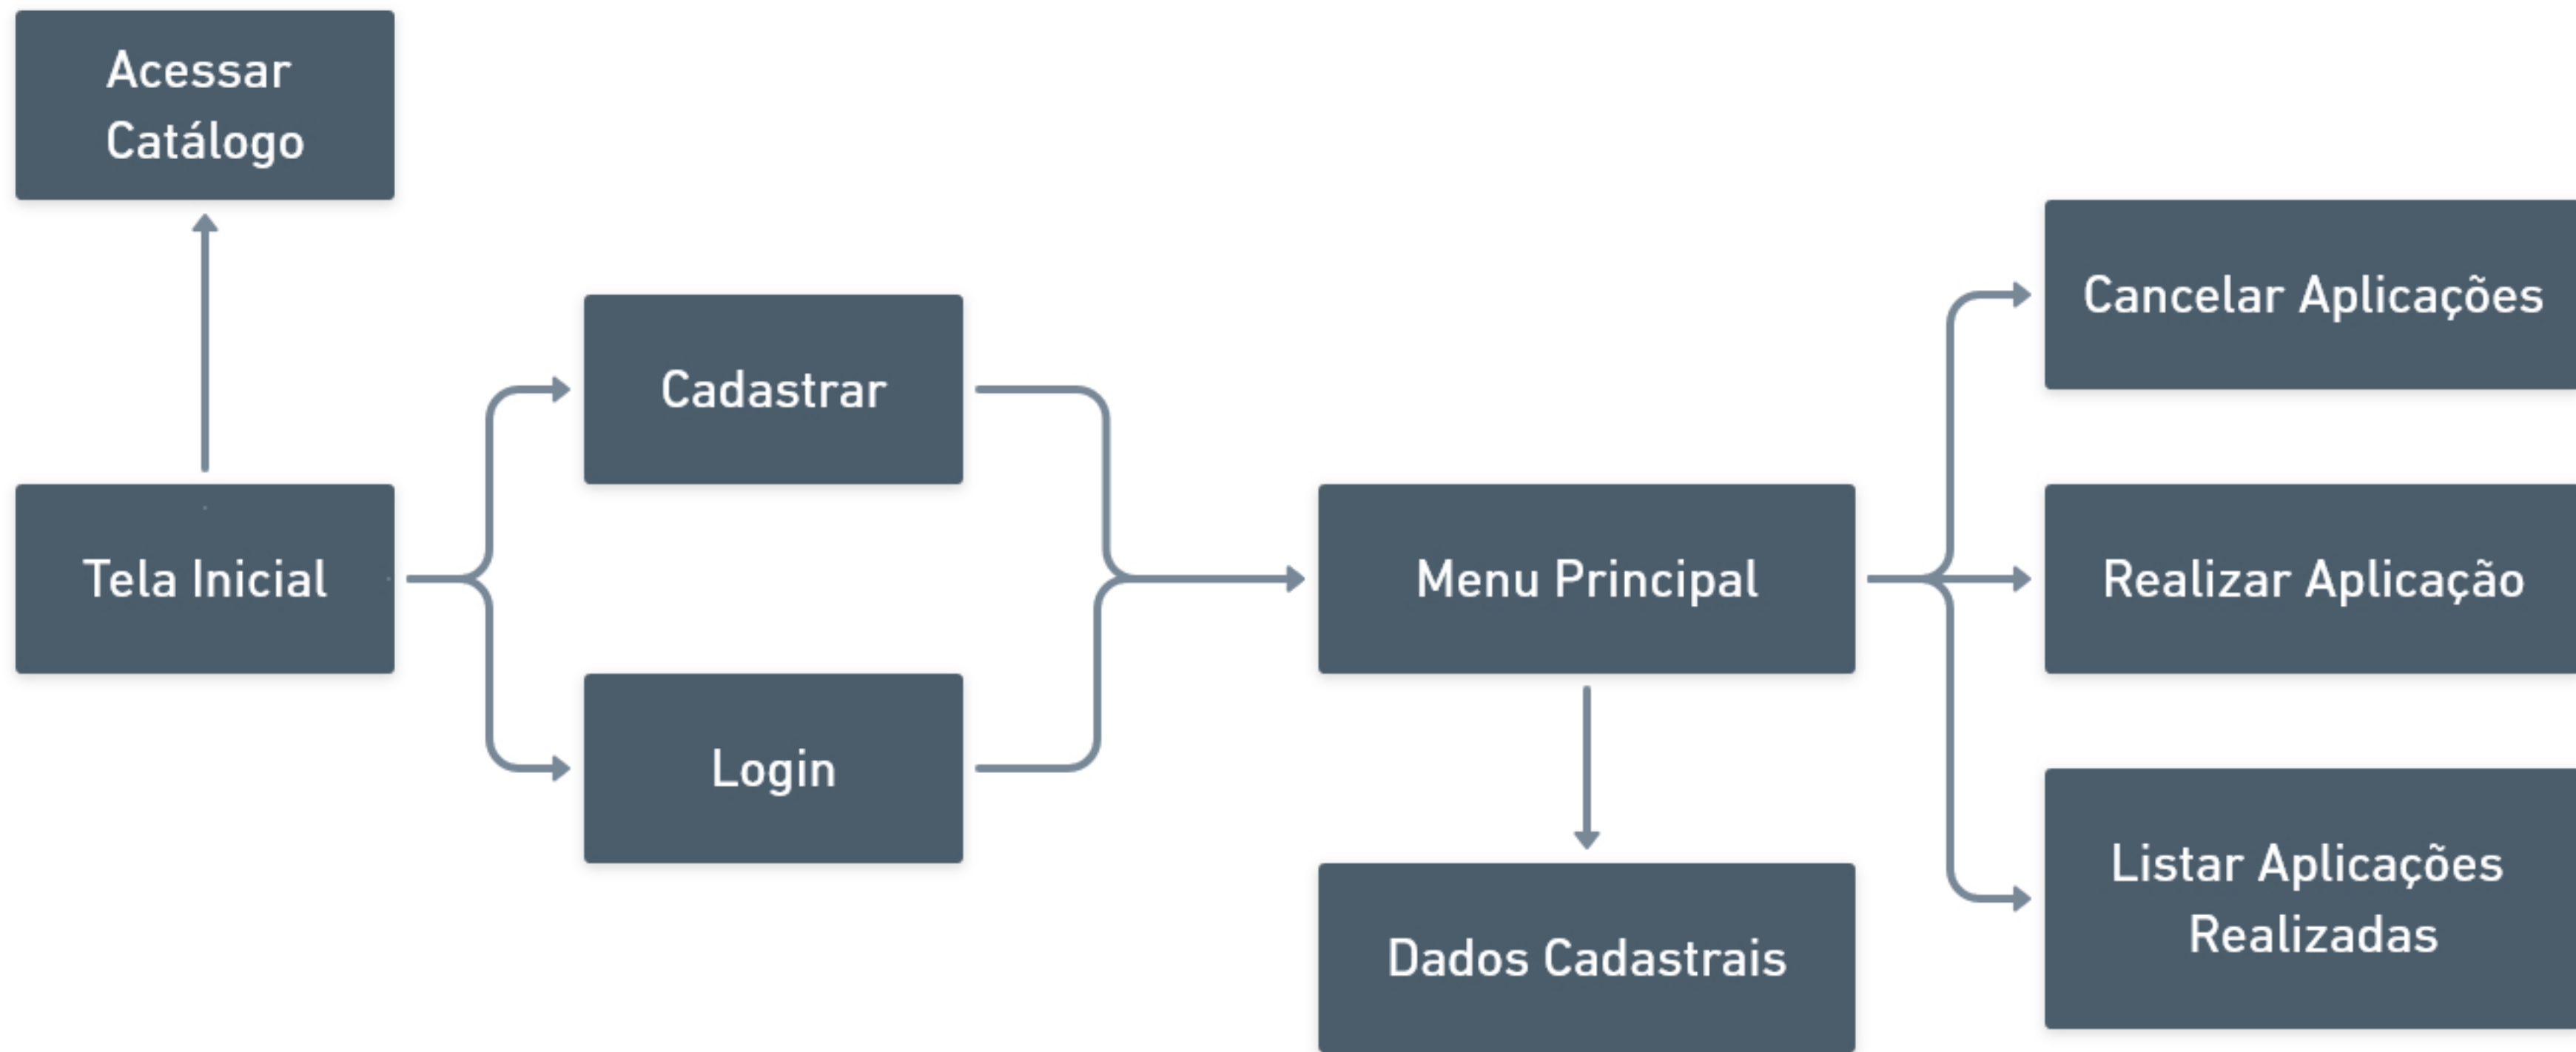 Acessar
Catálogo
Cancelar Aplicações
Cadastrar
Tela Inicial
Menu Principal
Realizar Aplicação
Login
Listar Aplicações
Realizadas
Dados Cadastrais